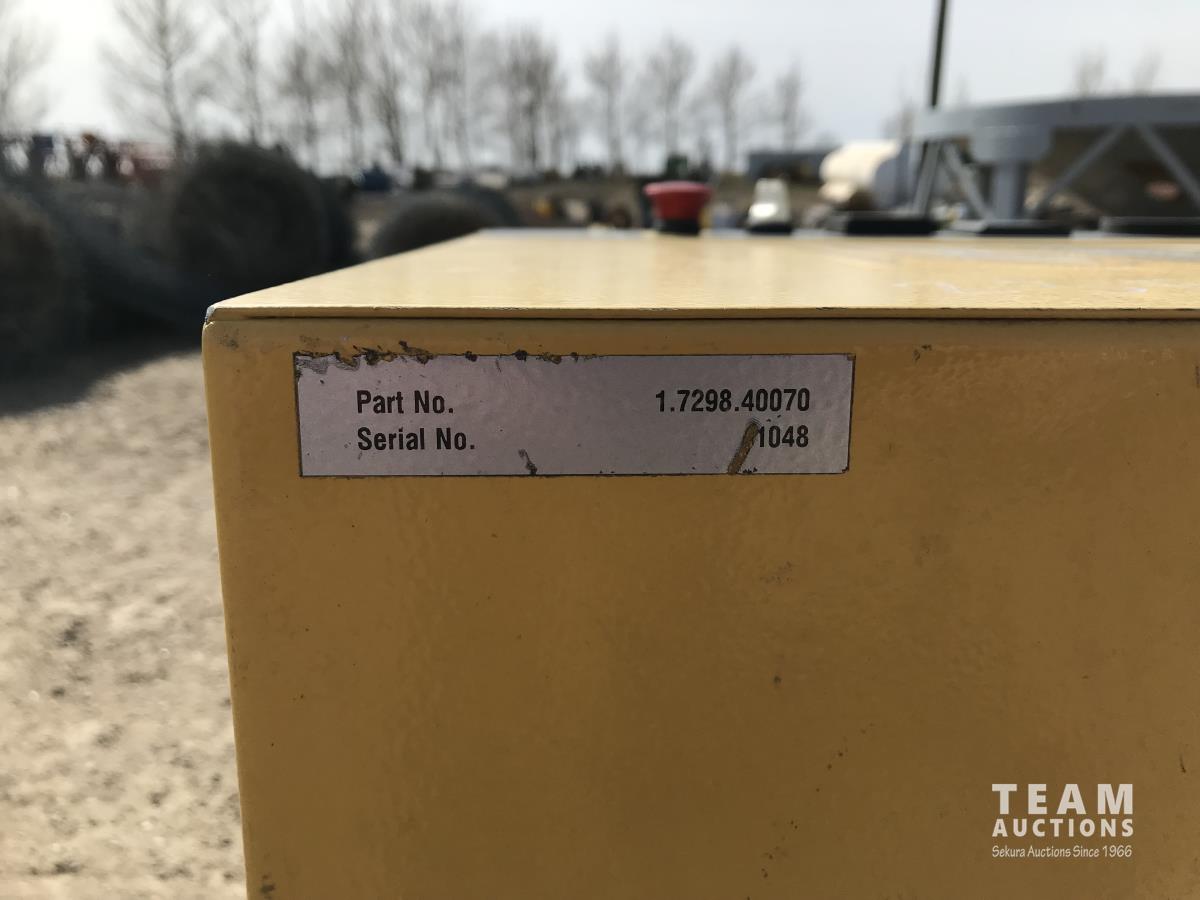 Part No. 1.7298.40070
Serial No. 1048
TEAM
AUCTIONS
Sekura Auctions Since 1966